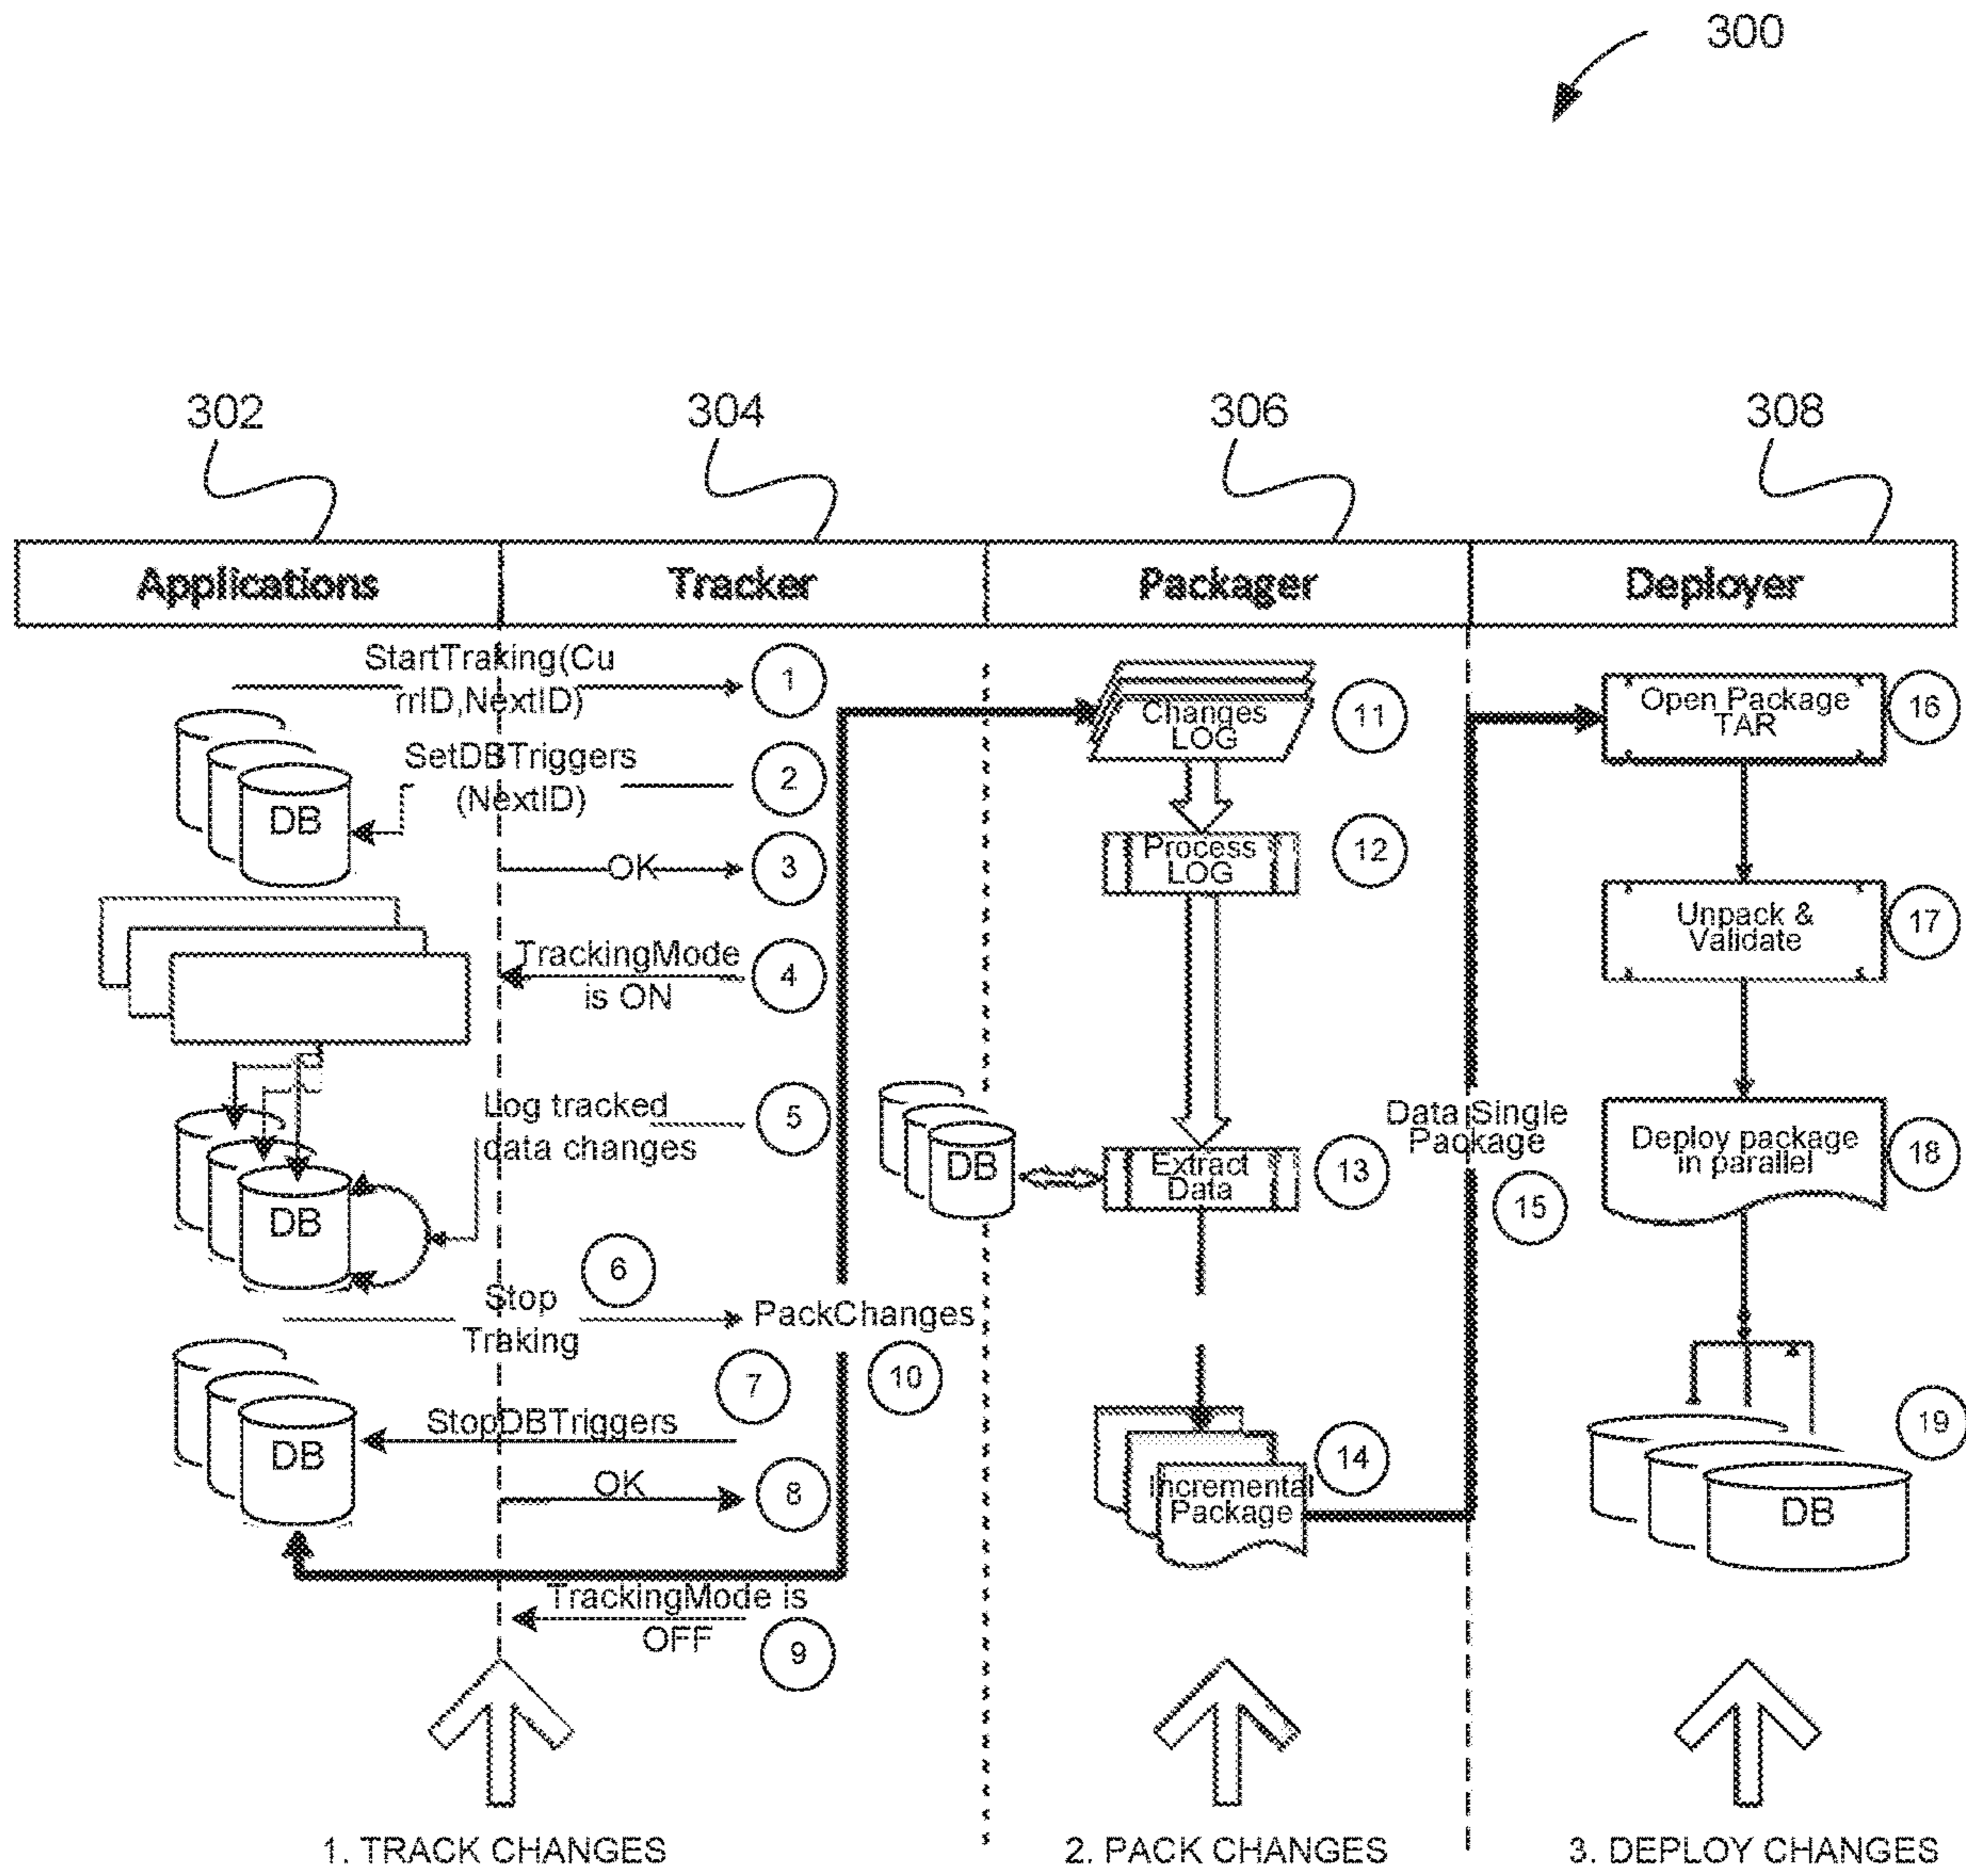 300
302
304
306
308
Applications
Tracker
Packager
Deployer
StartTraking(Cu
rrID,NextID)
1
SetDBTriggers
(NextID)
2
DB
OK
3
TrackingMode
is ON
4
Log tracked
data changes
5
DB
6
Stop
Traking
7
StopDBTriggers
DB
OK
8
TrackingMode is
OFF
9
PackChanges
10
Changes
LOG
11
Process
LOG
12
DB
Extract
Data
13
Incremental
Package
14
Data Single
Package
15
Open Package
TAR
16
Unpack &
Validate
17
Deploy package
in parallel
18
19
DB
1. TRACK CHANGES
2. PACK CHANGES
3. DEPLOY CHANGES